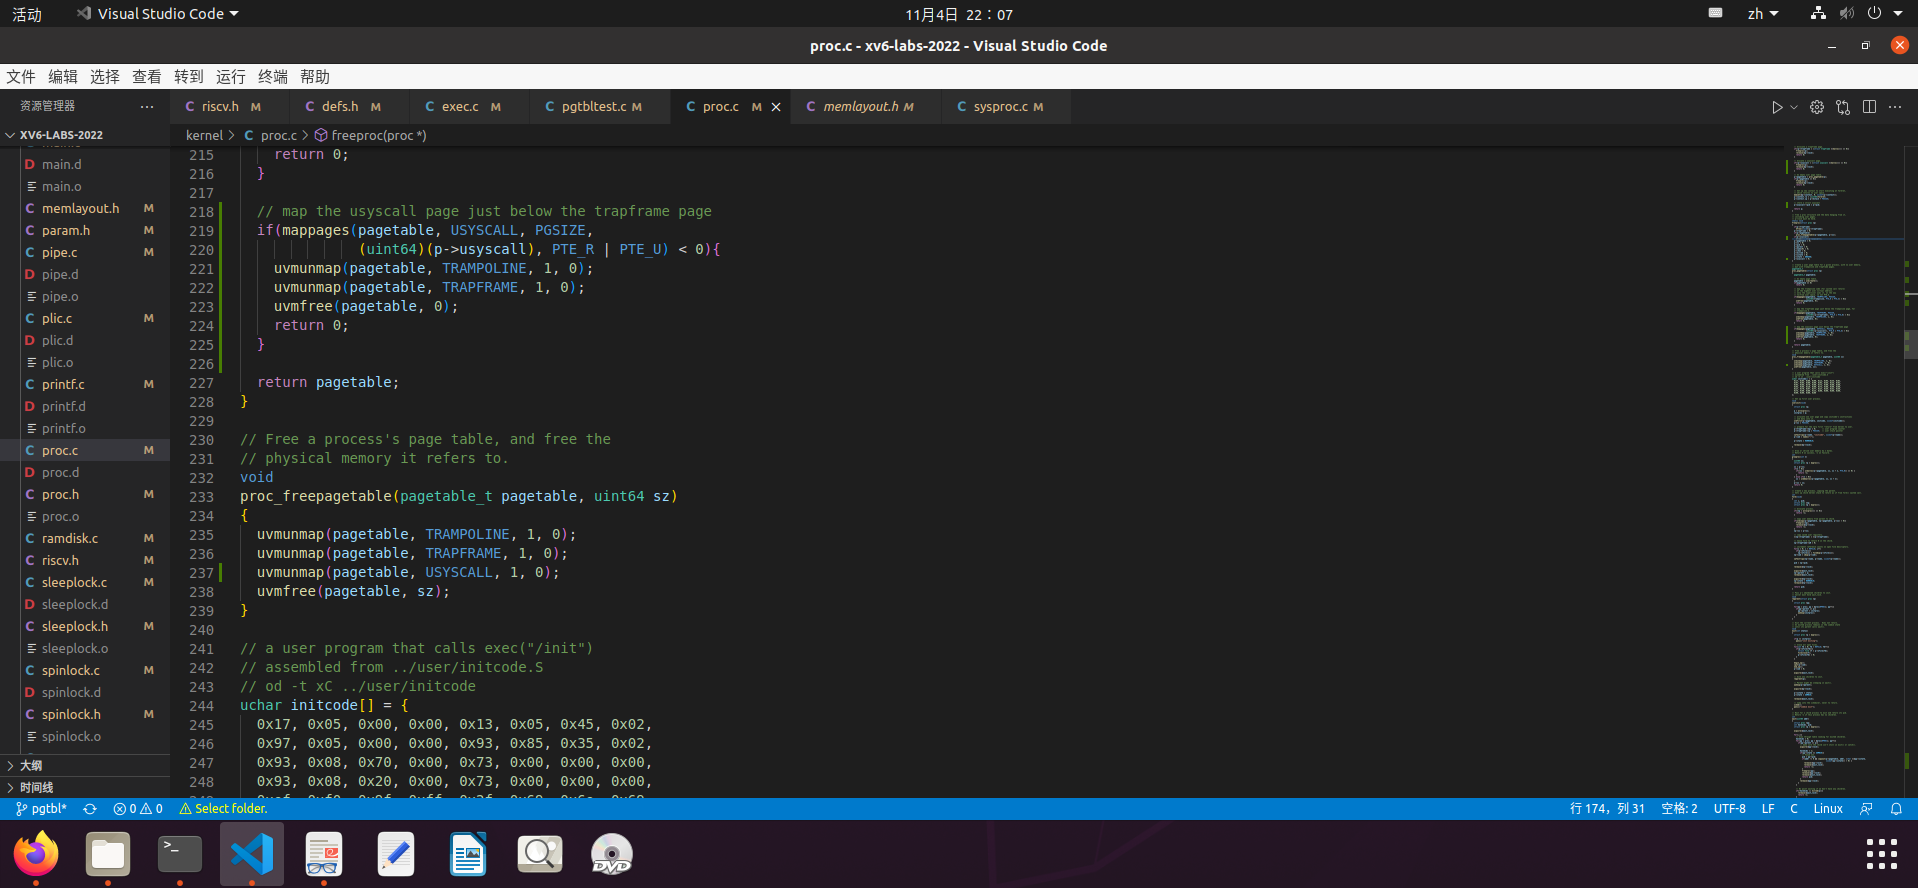 活动 Visual Studio Code 11月4日 22：07 zh
proc.c - xv6-labs-2022 - Visual Studio Code
文件 编辑 选择 查看 转到 运行 终端 帮助
资源管理器 ···
C riscv.h M C defs.h M C exec.c M C pgtbltest.c M C proc.c M C memlayout.h M C sysproc.c M
XV6-LABS-2022
kernel > C proc.c > freeproc(proc *)
main.d
main.o
memlayout.h M
param.h M
pipe.c M
pipe.d
pipe.o
plic.c M
plic.d
plic.o
printf.c M
printf.d
printf.o
proc.c M
proc.d
proc.h M
proc.o
ramdisk.c M
riscv.h M
sleeplock.c M
sleeplock.d
sleeplock.h M
sleeplock.o
spinlock.c M
spinlock.d
spinlock.h M
spinlock.o
大纲
时间线
215 return 0;
216 }
217
218 // map the usyscall page just below the trapframe page
219 if(mappages(pagetable, USYSCALL, PGSIZE,
220 (uint64)(p->usyscall), PTE_R | PTE_U) < 0){
221 uvmunmap(pagetable, TRAMPOLINE, 1, 0);
222 uvmunmap(pagetable, TRAPFRAME, 1, 0);
223 uvmfree(pagetable, 0);
224 return 0;
225 }
226
227 return pagetable;
228 }
229
230 // Free a process's page table, and free the
231 // physical memory it refers to.
232 void
233 proc_freepagetable(pagetable_t pagetable, uint64 sz)
234 {
235 uvmunmap(pagetable, TRAMPOLINE, 1, 0);
236 uvmunmap(pagetable, TRAPFRAME, 1, 0);
237 uvmunmap(pagetable, USYSCALL, 1, 0);
238 uvmfree(pagetable, sz);
239 }
240
241 // a user program that calls exec("/init")
242 // assembled from ../user/initcode.S
243 // od -t xC ../user/initcode
244 uchar initcode[] = {
245 0x17, 0x05, 0x00, 0x00, 0x13, 0x05, 0x45, 0x02,
246 0x97, 0x05, 0x00, 0x00, 0x93, 0x85, 0x35, 0x02,
247 0x93, 0x08, 0x70, 0x00, 0x73, 0x00, 0x00, 0x00,
248 0x93, 0x08, 0x20, 0x00, 0x73, 0x00, 0x00, 0x00,
pgtbl* 0 0 Select folder. 行 174，列 31 空格: 2 UTF-8 LF C Linux
>_ DVD